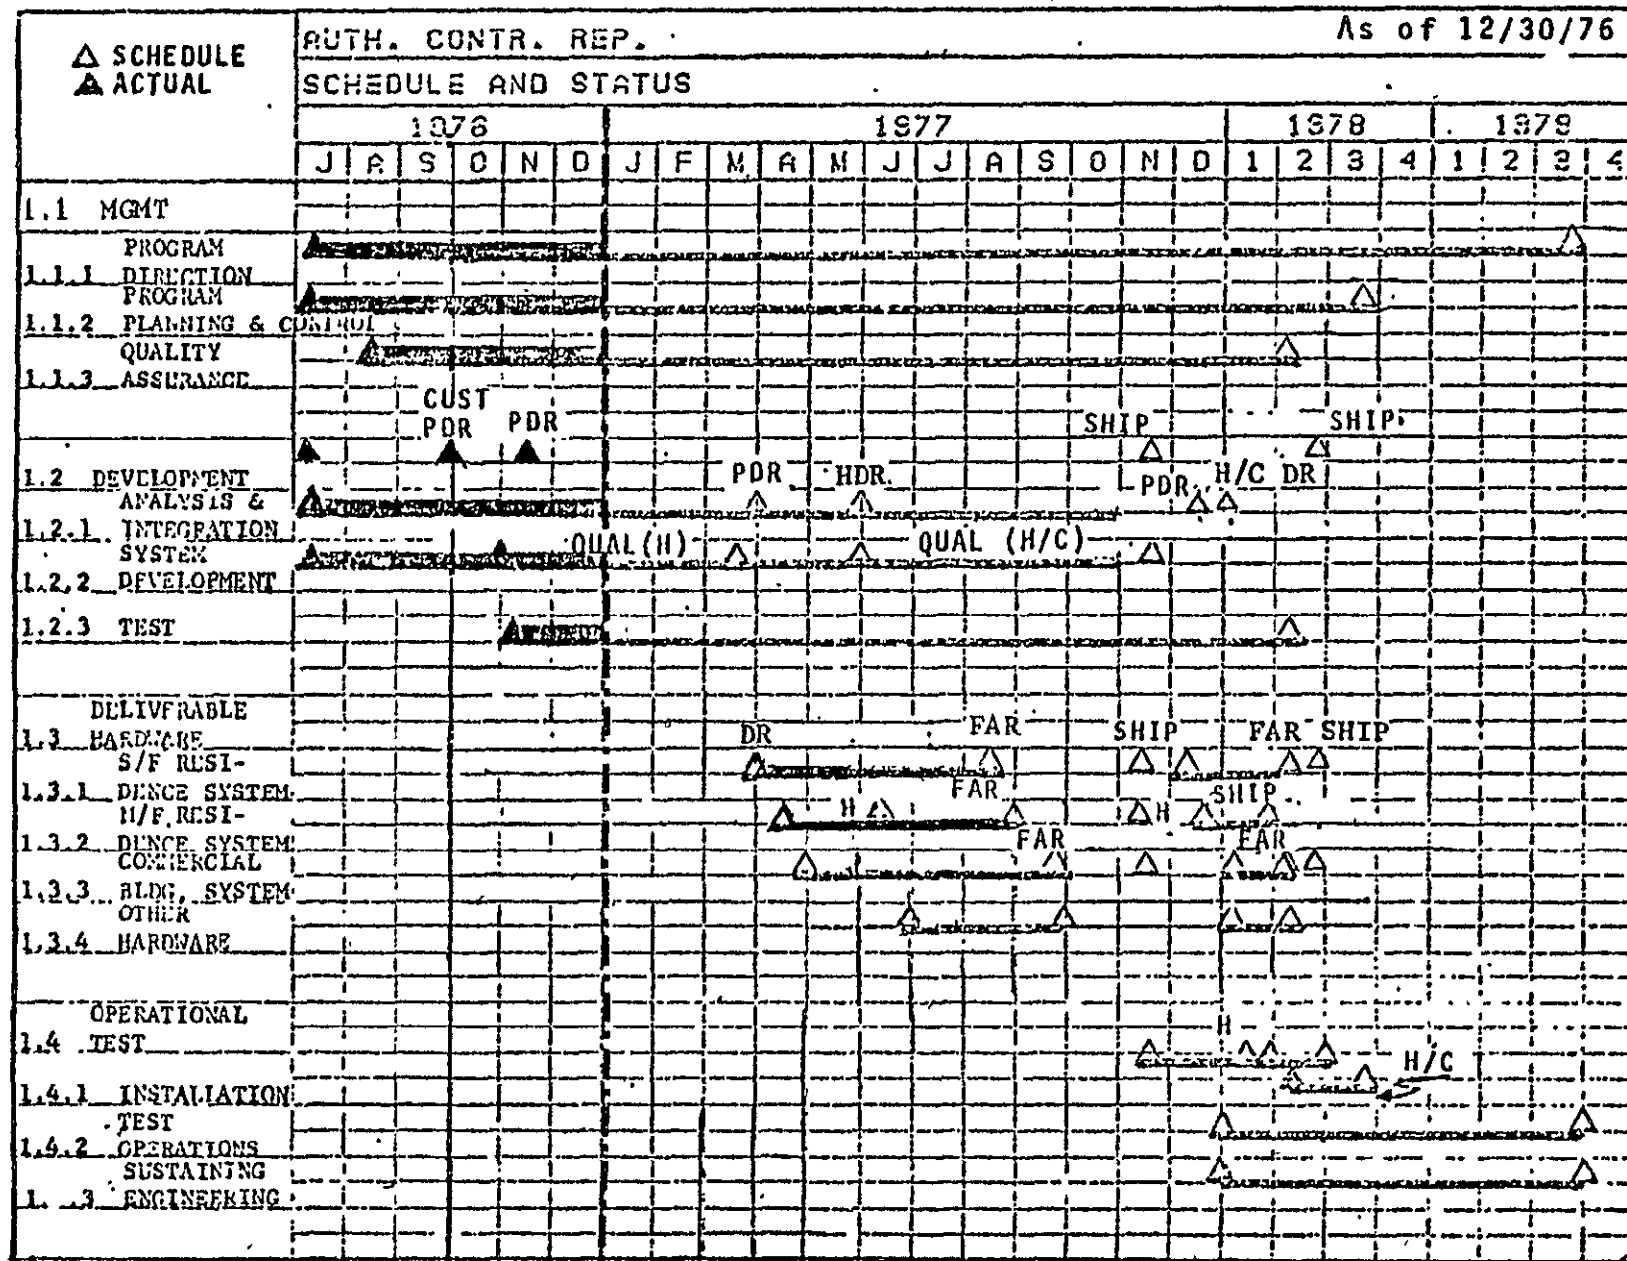 △ SCHEDULE
▲ ACTUAL
AUTH. CONTR. REP.
As of 12/30/76
SCHEDULE AND STATUS
1976 1977 1978 1979
J A S O N D J F M A M J J A S O N D 1 2 3 4 1 2 3 4
1.1 MGMT
PROGRAM
1.1.1 DIRECTION
PROGRAM
1.1.2 PLANNING & CONTROL
QUALITY
1.1.3 ASSURANCE
CUST
PDR PDR SHIP SHIP
1.2 DEVELOPMENT
PDR HDR PDR H/C DR
ANALYSIS &
1.2.1 INTEGRATION
SYSTEM QUAL(H) QUAL (H/C)
1.2.2 DEVELOPMENT
1.2.3 TEST
DELIVERABLE
1.3 HARDWARE DR FAR SHIP FAR SHIP
S/F RESI-
1.3.1 DENCE SYSTEM FAR SHIP
M/F RESI- H H
1.3.2 DENCE SYSTEM FAR FAR
COMMERCIAL
1.3.3 BLDG, SYSTEM
OTHER
1.3.4 HARDWARE
OPERATIONAL H
1.4 TEST
H/C
1.4.1 INSTALLATION
TEST
1.4.2 OPERATIONS
SUSTAINING
1. .3 ENGINEERING